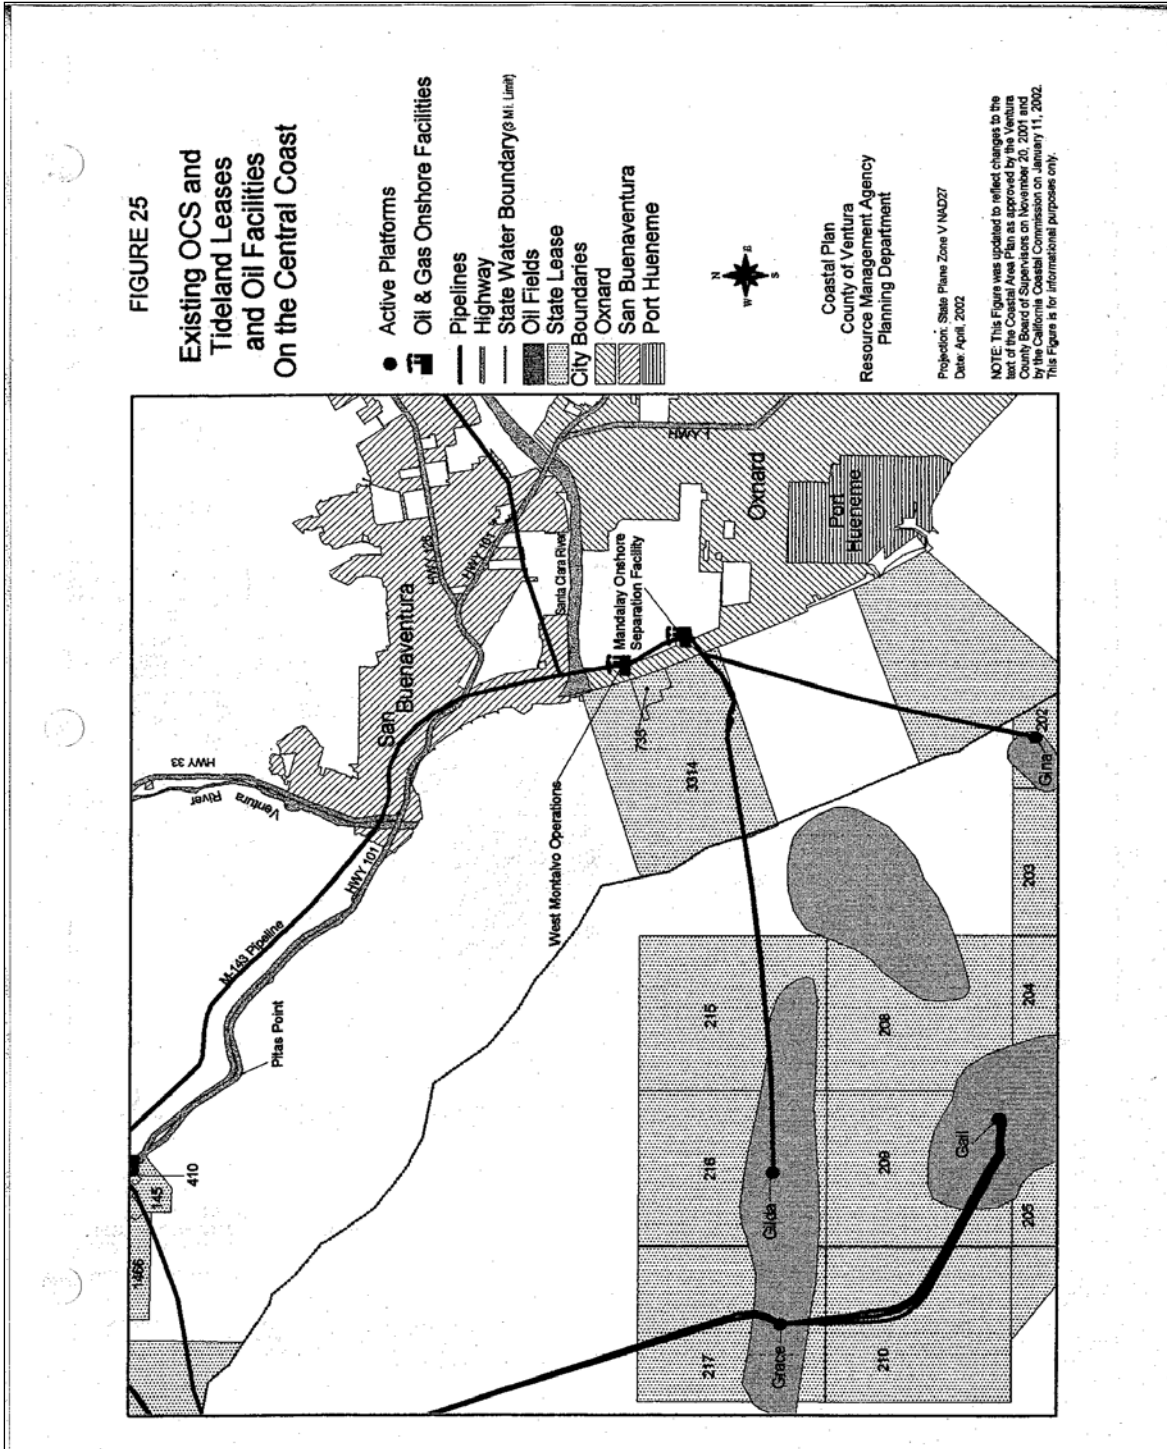 FIGURE 25
Existing OCS and
Tideland Leases
and Oil Facilities
On the Central Coast
Active Platforms
Oil & Gas Onshore Facilities
Pipelines
Highway
State Water Boundary(3 Mi. Limit)
Oil Fields
State Lease
City Boundaries
Oxnard
San Buenaventura
Port Hueneme
N
E
S
W
Coastal Plan
County of Ventura
Resource Management Agency
Planning Department
Projection: State Plane Zone V NAD27
Date: April, 2002
NOTE: This Figure was updated to reflect changes to the
text of the Coastal Area Plan as approved by the Ventura
County Board of Supervisors on November 20, 2001 and
by the California Coastal Commission on January 11, 2002.
This Figure is for informational purposes only.
HWY 33
Ventura
River
San
Buenaventura
HWY 126
HWY 101
HWY 1
Santa Clara River
M-143 Pipeline
HWY 101
Pitas Point
410
145
1466
West Montalvo Operations
Mandalay Onshore
Separation Facility
735
3314
Oxnard
Port
Hueneme
217
216
215
210
209
208
205
204
203
202
Grace
Gilda
Gail
Gina